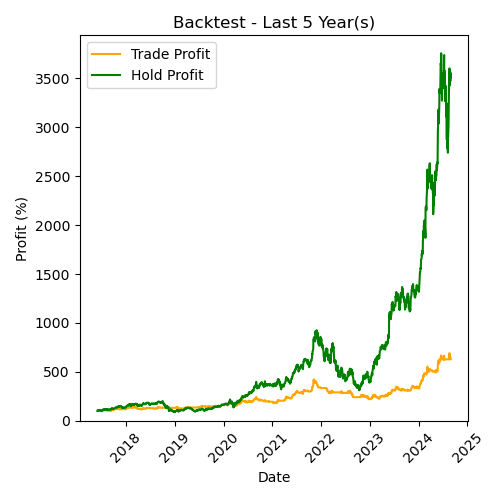 Backtest - Last 5 Year(s)
Trade Profit
Hold Profit
Profit (%)
3500
3000
2500
2000
1500
1000
500
0
2018 2019 2020 2021 2022 2023 2024 2025
Date